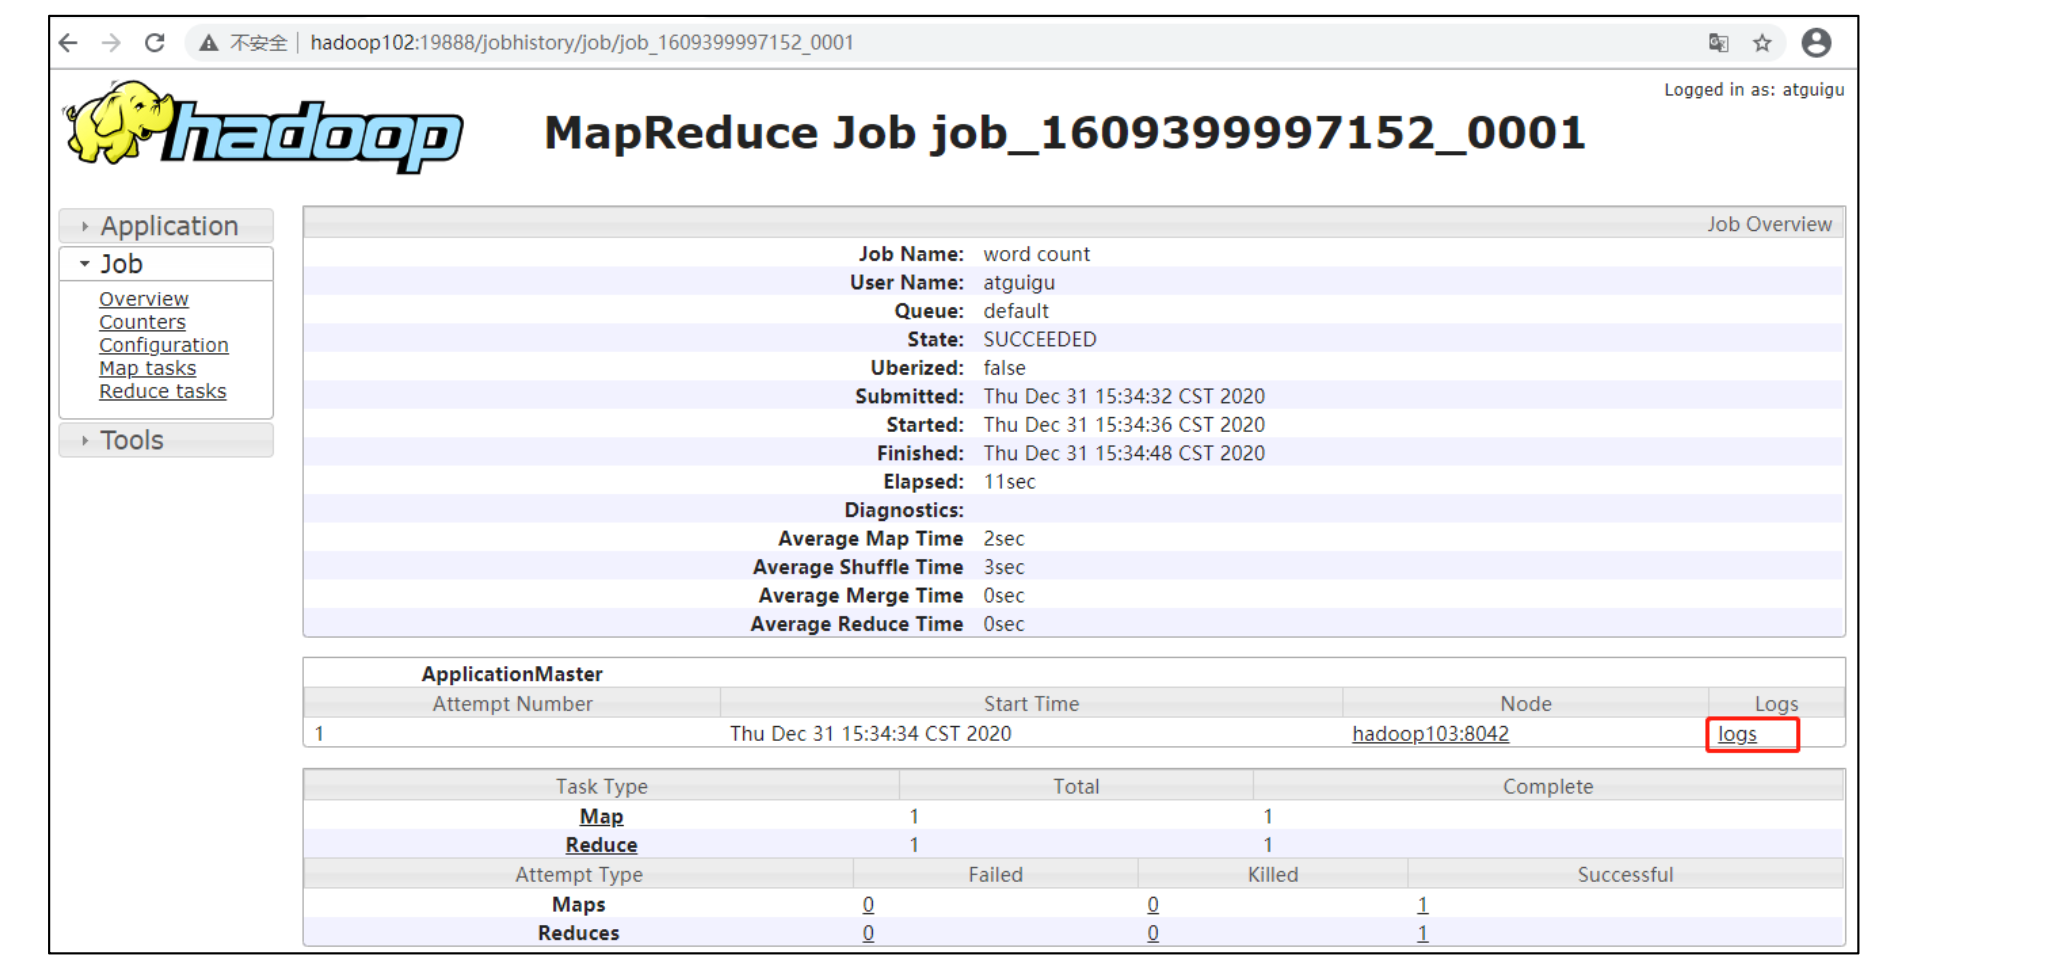 不安全 | hadoop102:19888/jobhistory/job/job_1609399997152_0001
Logged in as: atguigu
hadoop
MapReduce Job job_1609399997152_0001
Application
Job
Overview
Counters
Configuration
Map tasks
Reduce tasks
Tools
Job Overview
Job Name: word count
User Name: atguigu
Queue: default
State: SUCCEEDED
Uberized: false
Submitted: Thu Dec 31 15:34:32 CST 2020
Started: Thu Dec 31 15:34:36 CST 2020
Finished: Thu Dec 31 15:34:48 CST 2020
Elapsed: 11sec
Diagnostics:
Average Map Time 2sec
Average Shuffle Time 3sec
Average Merge Time 0sec
Average Reduce Time 0sec
ApplicationMaster
Attempt Number Start Time Node Logs
1 Thu Dec 31 15:34:34 CST 2020 hadoop103:8042 logs
Task Type Total Complete
Map 1 1
Reduce 1 1
Attempt Type Failed Killed Successful
Maps 0 0 1
Reduces 0 0 1